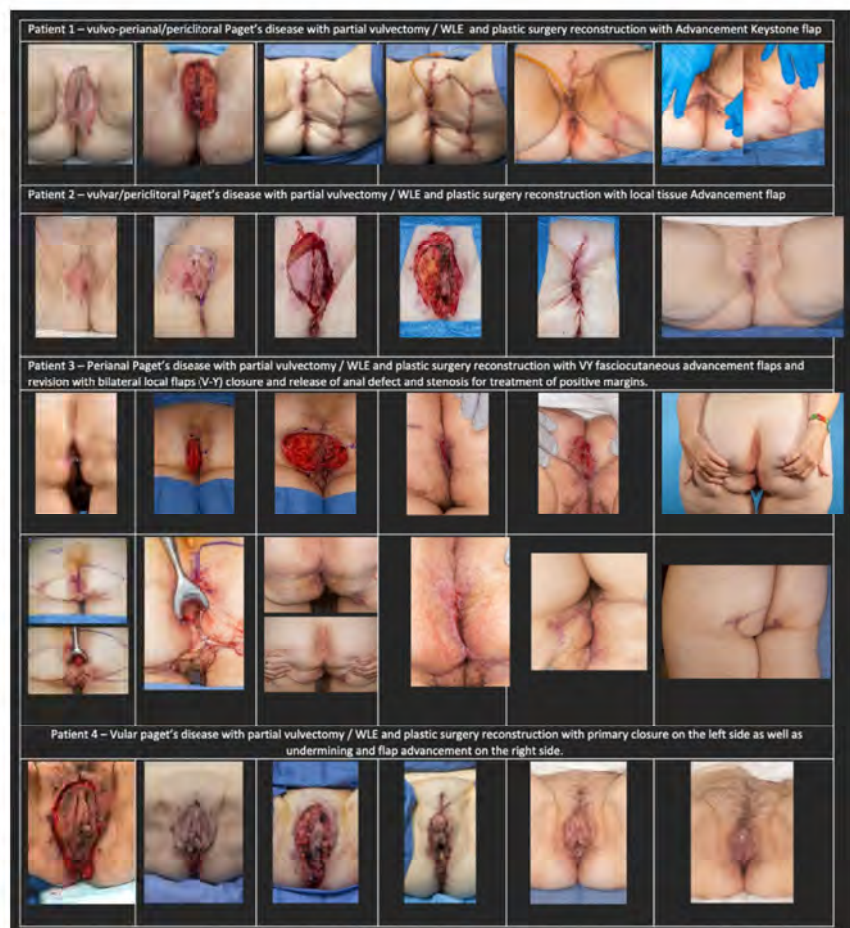 Patient 1 – vulvo-perianal/periclitoral Paget's disease with partial vulvectomy / WLE and plastic surgery reconstruction with Advancement Keystone flap
Patient 2 – vulvar/periclitoral Paget's disease with partial vulvectomy / WLE and plastic surgery reconstruction with local tissue Advancement flap
Patient 3 – Perianal Paget's disease with partial vulvectomy / WLE and plastic surgery reconstruction with VY fasciocutaneous advancement flaps and
revision with bilateral local flaps (V-Y) closure and release of anal defect and stenosis for treatment of positive margins.
Patient 4 – Vular paget's disease with partial vulvectomy / WLE and plastic surgery reconstruction with primary closure on the left side as well as
undermining and flap advancement on the right side.